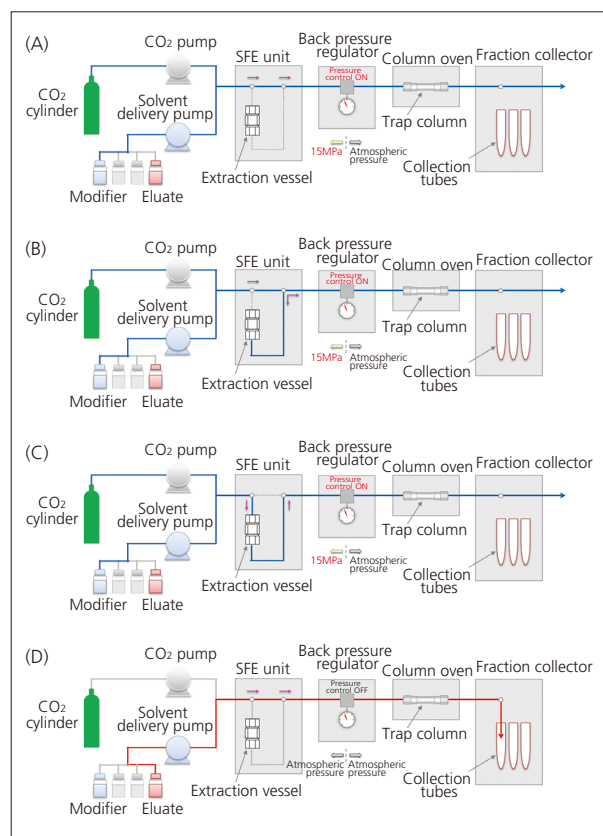 (A)
CO2 pump
SFE unit
Back pressure
regulator
Column oven
Fraction collector
Pressure
control ON
CO2
cylinder
Solvent
delivery pump
Trap column
15MPa
Atmospheric
pressure
Modifier
Eluate
Extraction vessel
Collection
tubes
(B)
CO2 pump
SFE unit
Back pressure
regulator
Column oven
Fraction collector
Pressure
control ON
CO2
cylinder
Solvent
delivery pump
Trap column
15MPa
Atmospheric
pressure
Modifier
Eluate
Extraction vessel
Collection
tubes
(C)
CO2 pump
SFE unit
Back pressure
regulator
Column oven
Fraction collector
Pressure
control ON
CO2
cylinder
Solvent
delivery pump
Trap column
15MPa
Atmospheric
pressure
Modifier
Eluate
Extraction vessel
Collection
tubes
(D)
CO2 pump
SFE unit
Back pressure
regulator
Column oven
Fraction collector
Pressure
control OFF
CO2
cylinder
Solvent
delivery pump
Trap column
Atmospheric
pressure
Atmospheric
pressure
Modifier
Eluate
Extraction vessel
Collection
tubes